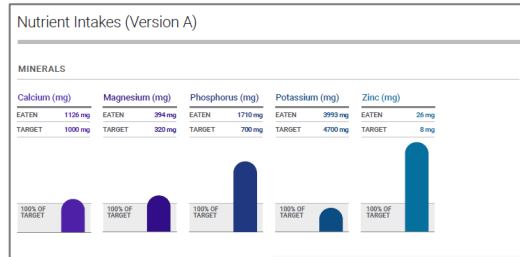 Nutrient Intakes (Version A)
MINERALS
Calcium (mg)
EATEN 1126 mg
TARGET 1000 mg
100% OF
TARGET
Magnesium (mg)
EATEN 394 mg
TARGET 320 mg
100% OF
TARGET
Phosphorus (mg)
EATEN 1710 mg
TARGET 700 mg
100% OF
TARGET
Potassium (mg)
EATEN 3993 mg
TARGET 4700 mg
100% OF
TARGET
Zinc (mg)
EATEN 26 mg
TARGET 8 mg
100% OF
TARGET